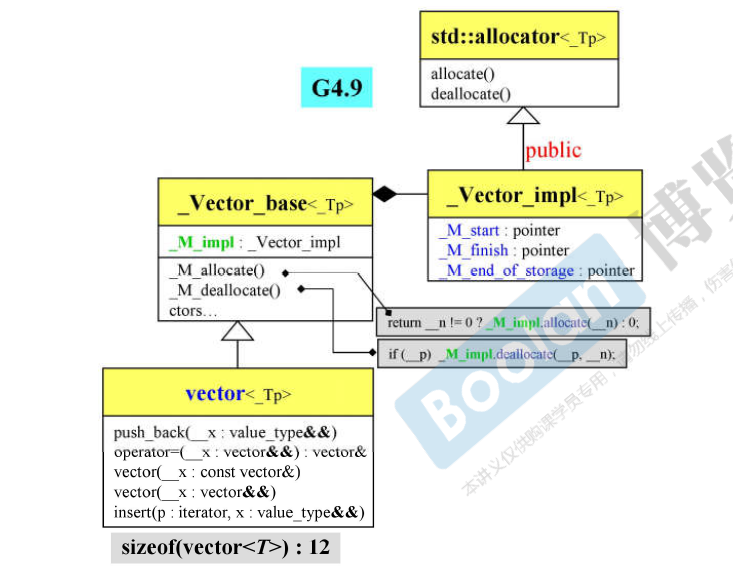 std::allocator<_Tp>
allocate()
deallocate()
G4.9
public
_Vector_base<_Tp>
_M_impl : _Vector_impl
_M_allocate()
_M_deallocate()
ctors…
_Vector_impl<_Tp>
_M_start : pointer
_M_finish : pointer
_M_end_of_storage : pointer
return __n != 0 ? _M_impl.allocate(__n) : 0;
if (__p) _M_impl.deallocate(__p, __n);
vector<_Tp>
push_back(__x : value_type&&)
operator=(__x : vector&&) : vector&
vector(__x : const vector&)
vector(__x : vector&&)
insert(p : iterator, x : value_type&&)
sizeof(vector<T>) : 12
Boolan 博
本讲义仅供购课学员专用，勿线上传播，伤害